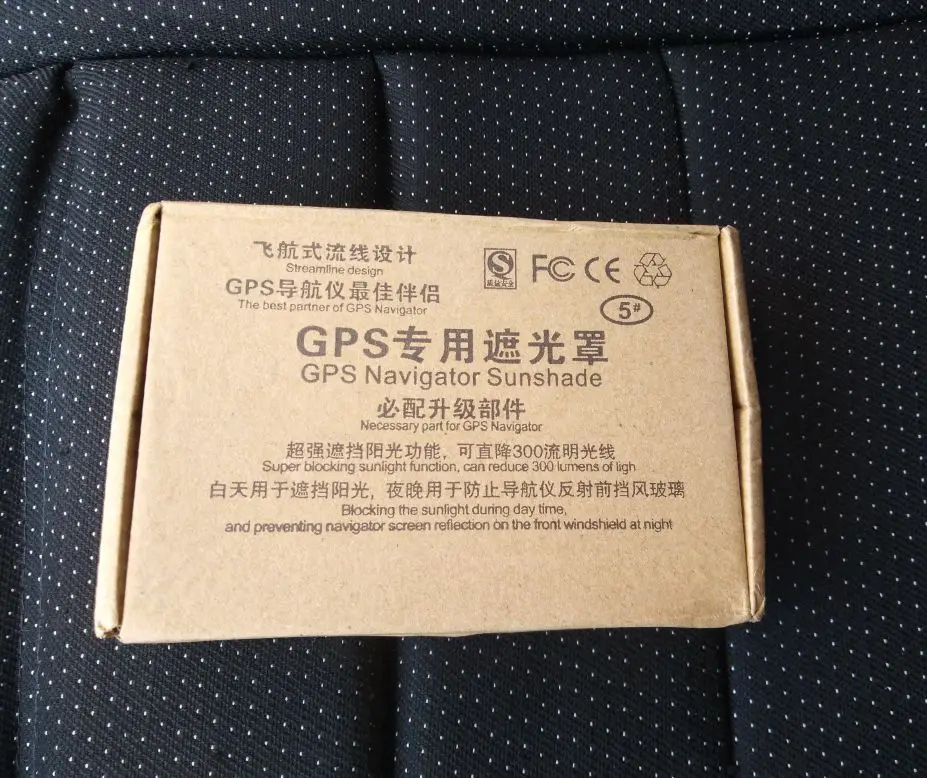 飞航式流线设计
Streamline design
GPS导航仪最佳伴侣
The best partner of GPS Navigator
S
质量安全
FC CE
5#
GPS专用遮光罩
GPS Navigator Sunshade
必配升级部件
Necessary part for GPS Navigator
超强遮挡阳光功能，可直降300流明光线
Super blocking sunlight function, can reduce 300 lumens of ligh
白天用于遮挡阳光，夜晚用于防止导航仪反射前挡风玻璃
Blocking the sunlight during day time,
and preventing navigator screen reflection on the front windshield at night